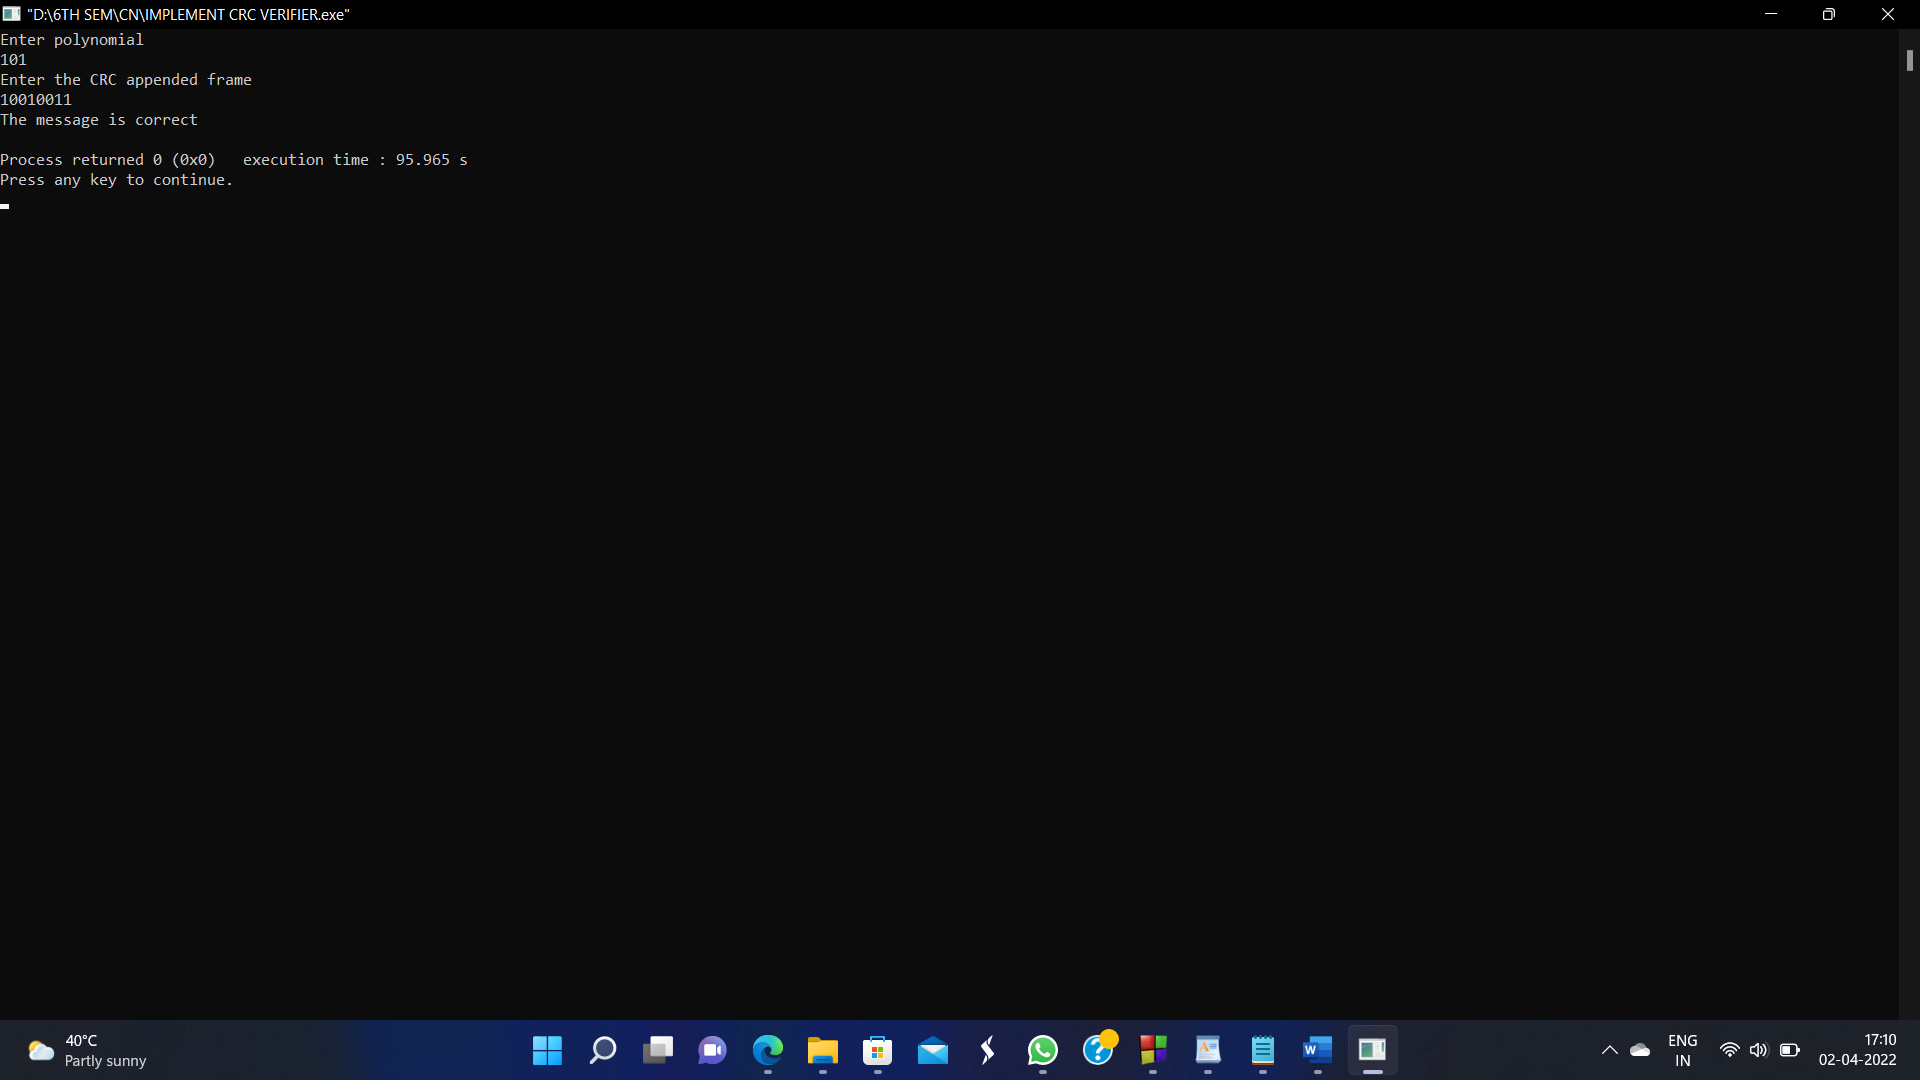 "D:\6TH SEM\CN\IMPLEMENT CRC VERIFIER.exe"
Enter polynomial
101
Enter the CRC appended frame
10010011
The message is correct
Process returned 0 (0x0)   execution time : 95.965 s
Press any key to continue.
40°C
Partly sunny
ENG
IN
17:10
02-04-2022